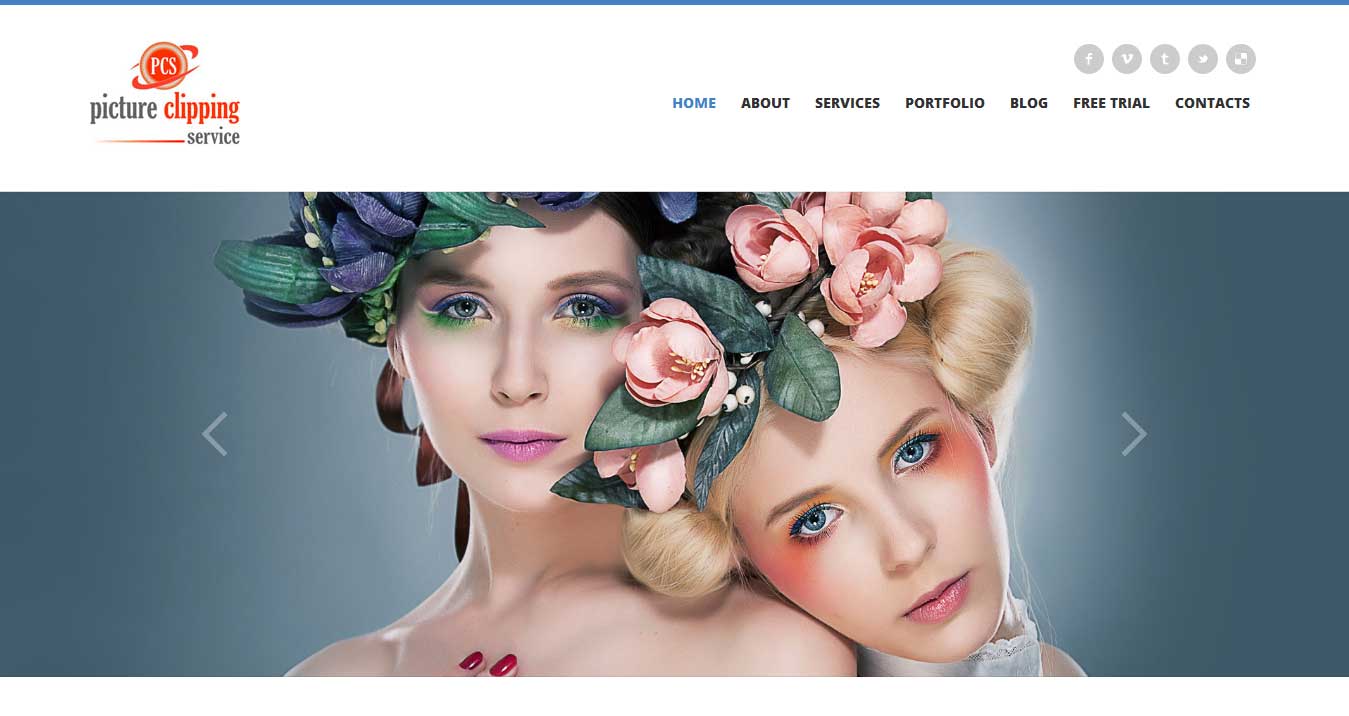 PCS
picture clipping
service
HOME ABOUT SERVICES PORTFOLIO BLOG FREE TRIAL CONTACTS